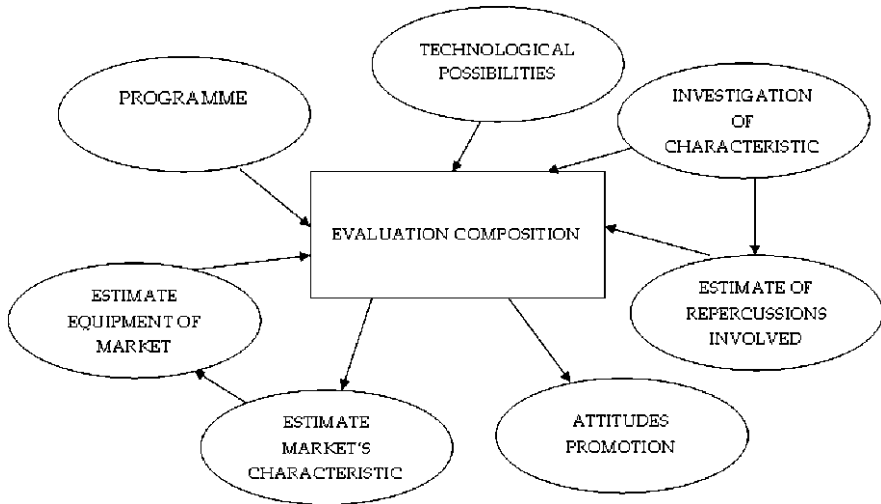 TECHNOLOGICAL
POSSIBILITIES
PROGRAMME
INVESTIGATION
OF
CHARACTERISTIC
EVALUATION COMPOSITION
ESTIMATE
EQUIPMENT OF
MARKET
ESTIMATE OF
REPERCUSSIONS
INVOLVED
ESTIMATE
MARKET'S
CHARACTERISTIC
ATTITUDES
PROMOTION